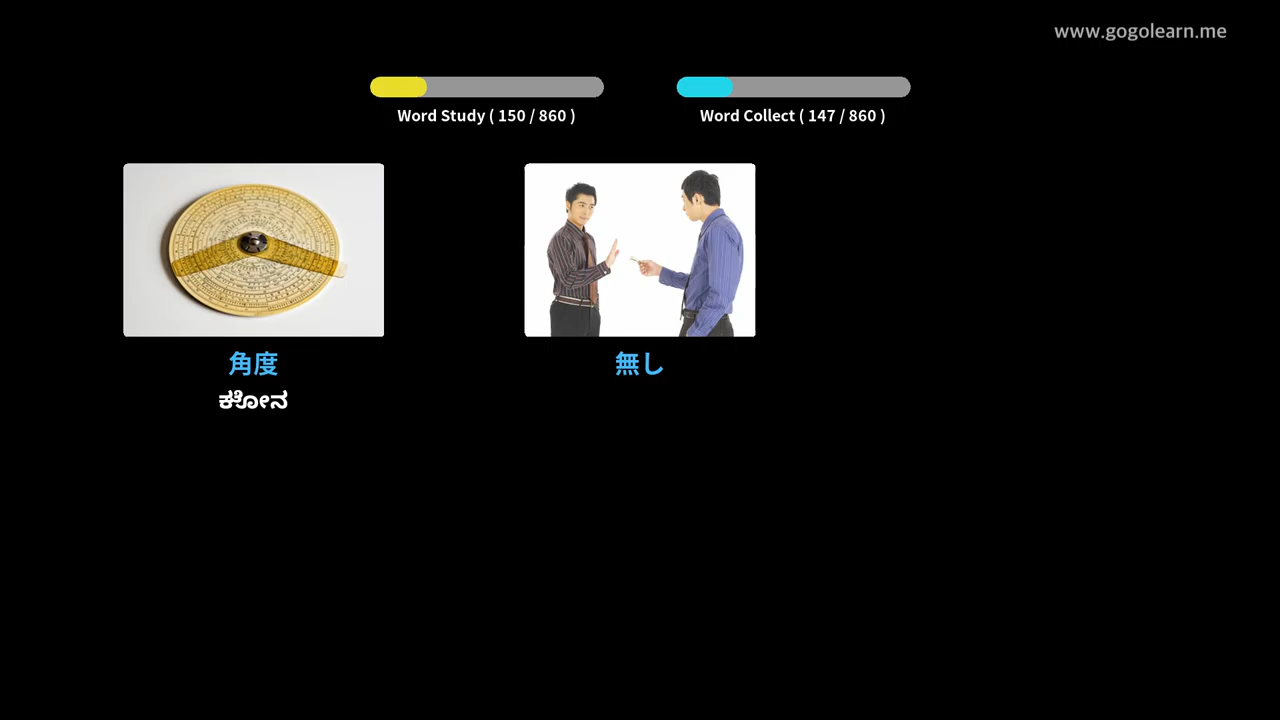 www.gogolearn.me
Word Study ( 150 / 860 )
Word Collect ( 147 / 860 )
角度
ಕೋನ
無し